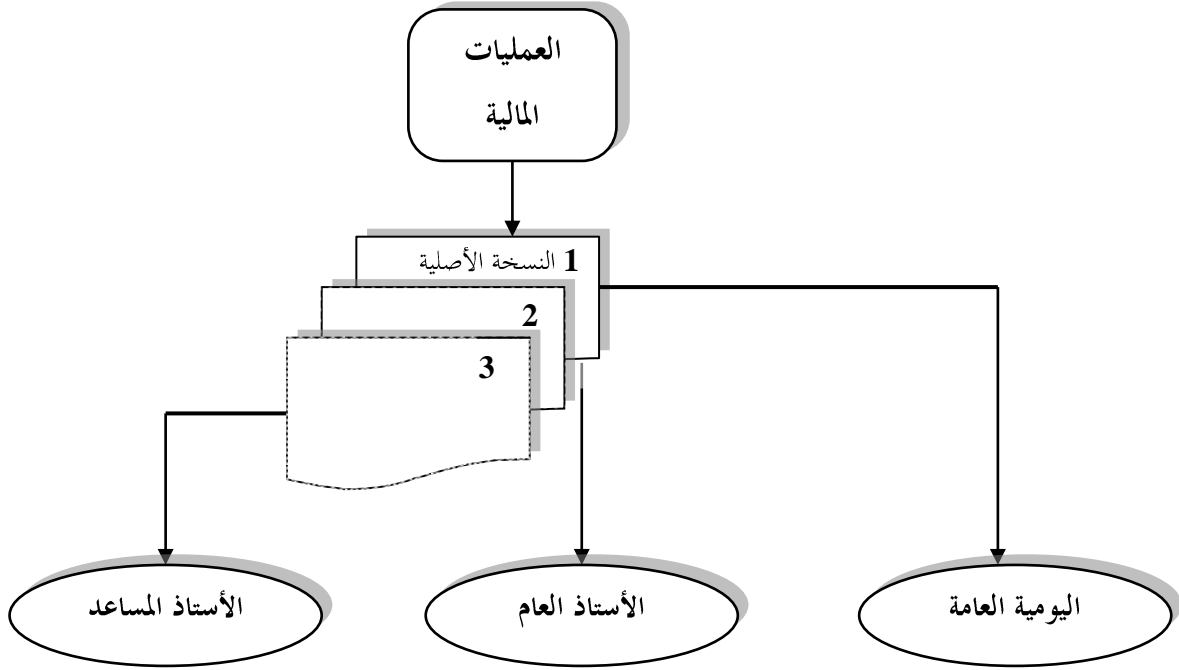 العمليات
المالية
1 النسخة الأصلية
2
3
اليومية العامة
الأستاذ العام
الأستاذ المساعد